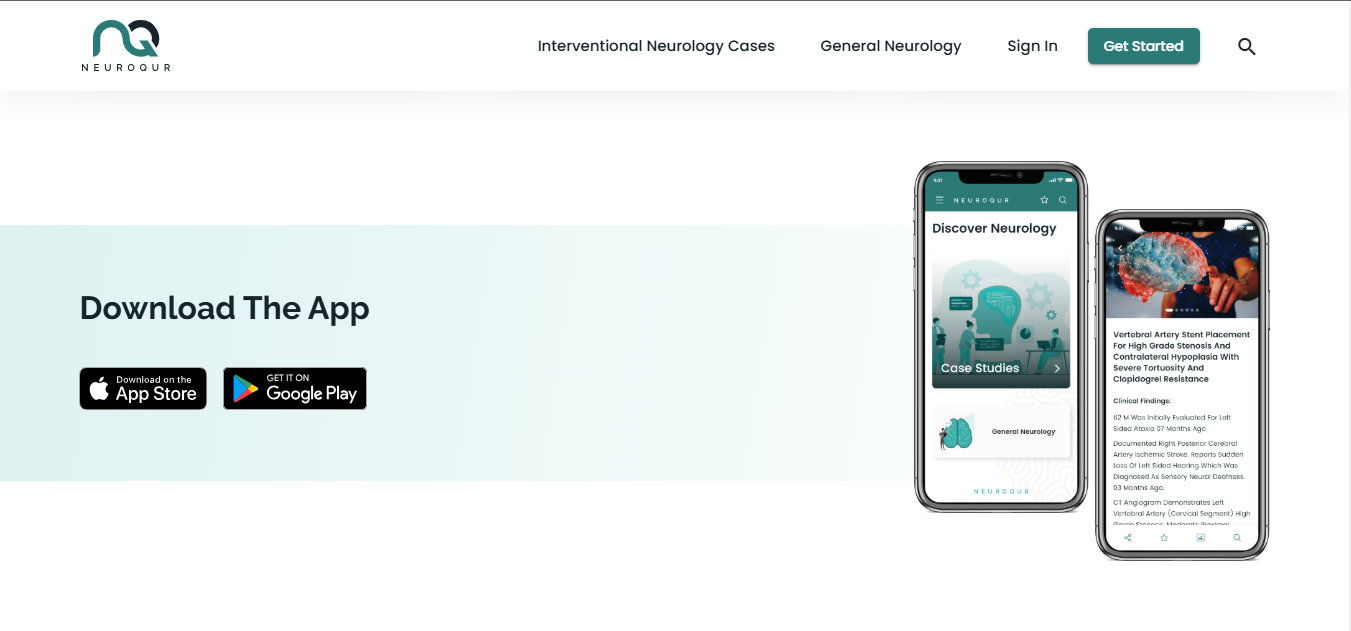 NEUROQUR
Interventional Neurology Cases
General Neurology
Sign In
Get Started
Download The App
Download on the
App Store
GET IT ON
Google Play
9:41
NEUROQUR
Discover Neurology
Case Studies
General Neurology
NEUROQUR
9:41
Vertebral Artery Stent Placement
For High Grade Stenosis And
Contralateral Hypoplasia With
Severe Tortuosity And
Clopidogrel Resistance
Clinical Findings:
62 M Was Initially Evaluated For Left
Sided Ataxia 07 Months Ago
Documented Right Posterior Cerebral
Artery Ischemic Stroke. Reports Sudden
Loss Of Left Sided Hearing Which Was
Diagnosed As Sensory Neural Deafness.
03 Months Ago.
CT Angiogram Demonstrates Left
Vertebral Artery (Cervical Segment) High
Grade Stenosis, Moderate Proximal